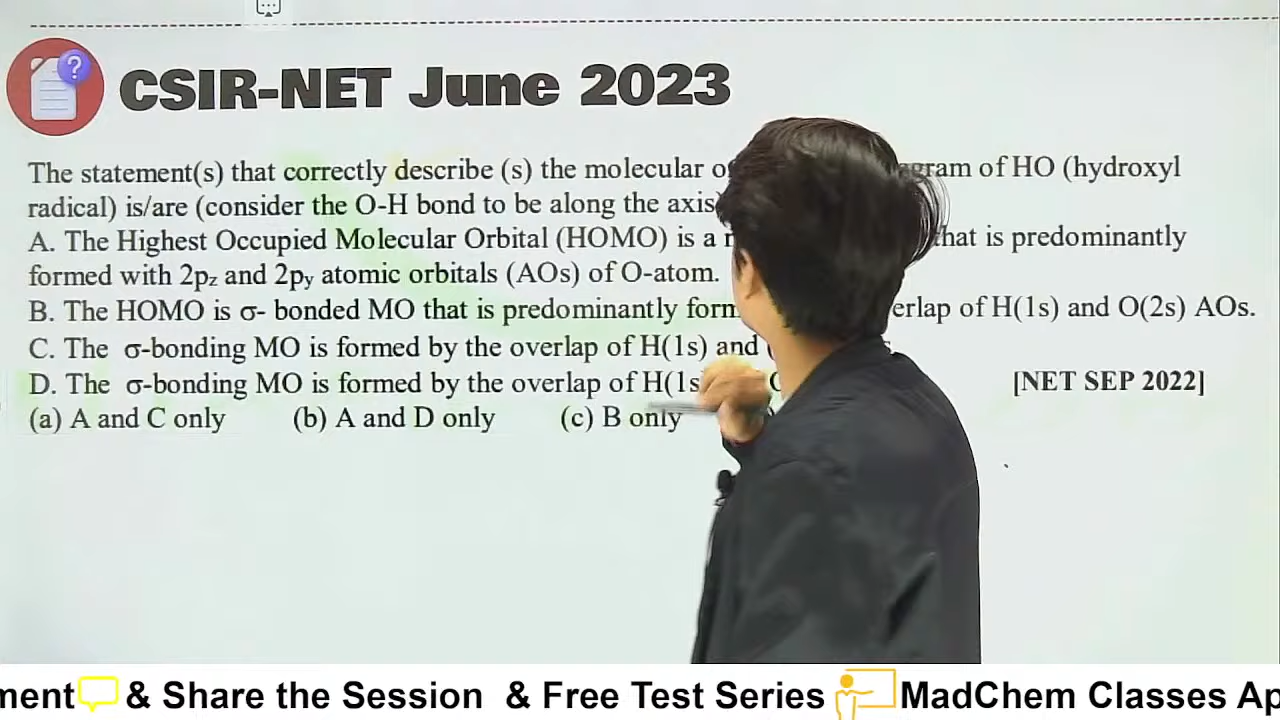 CSIR-NET June 2023
The statement(s) that correctly describe (s) the molecular of HO (hydroxyl
radical) is/are (consider the O-H bond to be along the axis
A. The Highest Occupied Molecular Orbital (HOMO) is a that is predominantly
formed with 2pz and 2py atomic orbitals (AOs) of O-atom.
B. The HOMO is σ- bonded MO that is predominantly of H(1s) and O(2s) AOs.
C. The σ-bonding MO is formed by the overlap of H(1s) and
D. The σ-bonding MO is formed by the overlap of H(1s [NET SEP 2022]
(a) A and C only (b) A and D only (c) B only
& Share the Session & Free Test Series MadChem Classes